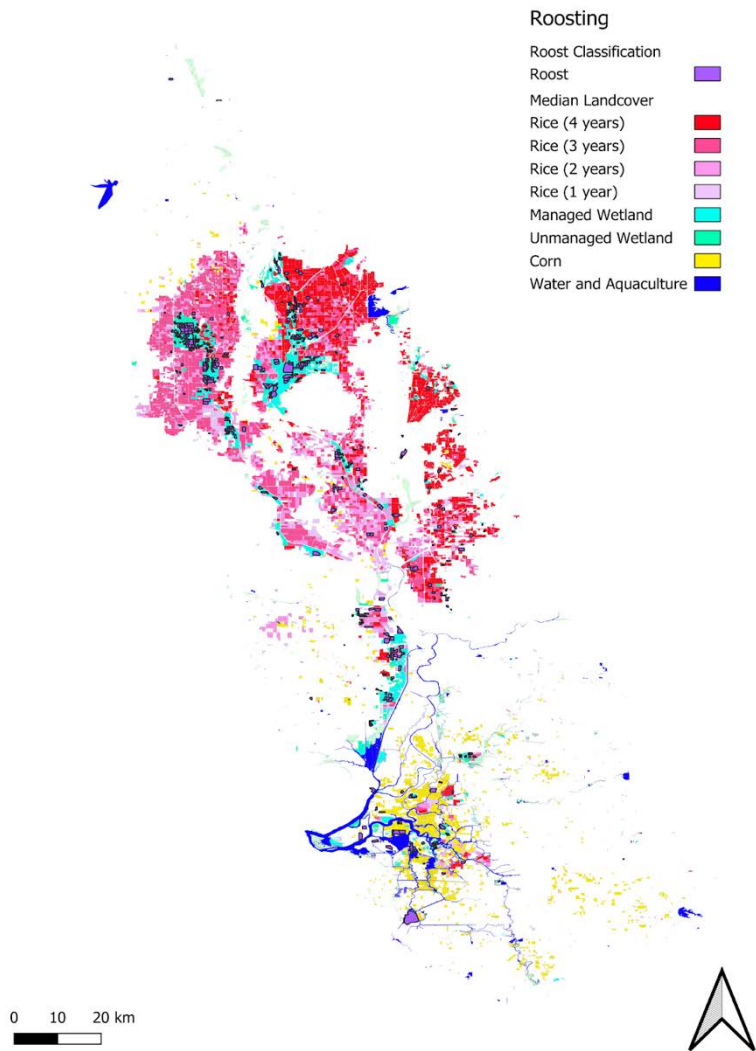 Roosting
Roost Classification
Roost
Median Landcover
Rice (4 years)
Rice (3 years)
Rice (2 years)
Rice (1 year)
Managed Wetland
Unmanaged Wetland
Corn
Water and Aquaculture
0 10 20 km